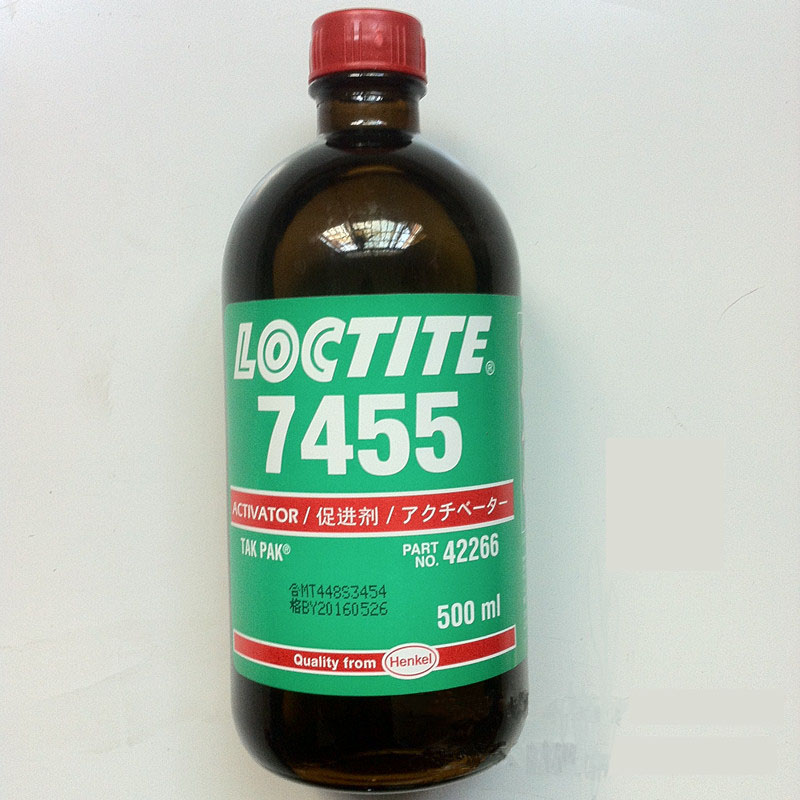 LOCTITE®
7455
ACTIVATOR / 促进剂 / アクチベーター
TAK PAK®
PART NO. 42266
合MT448S3454
格BY20160526
500 ml
Quality from Henkel